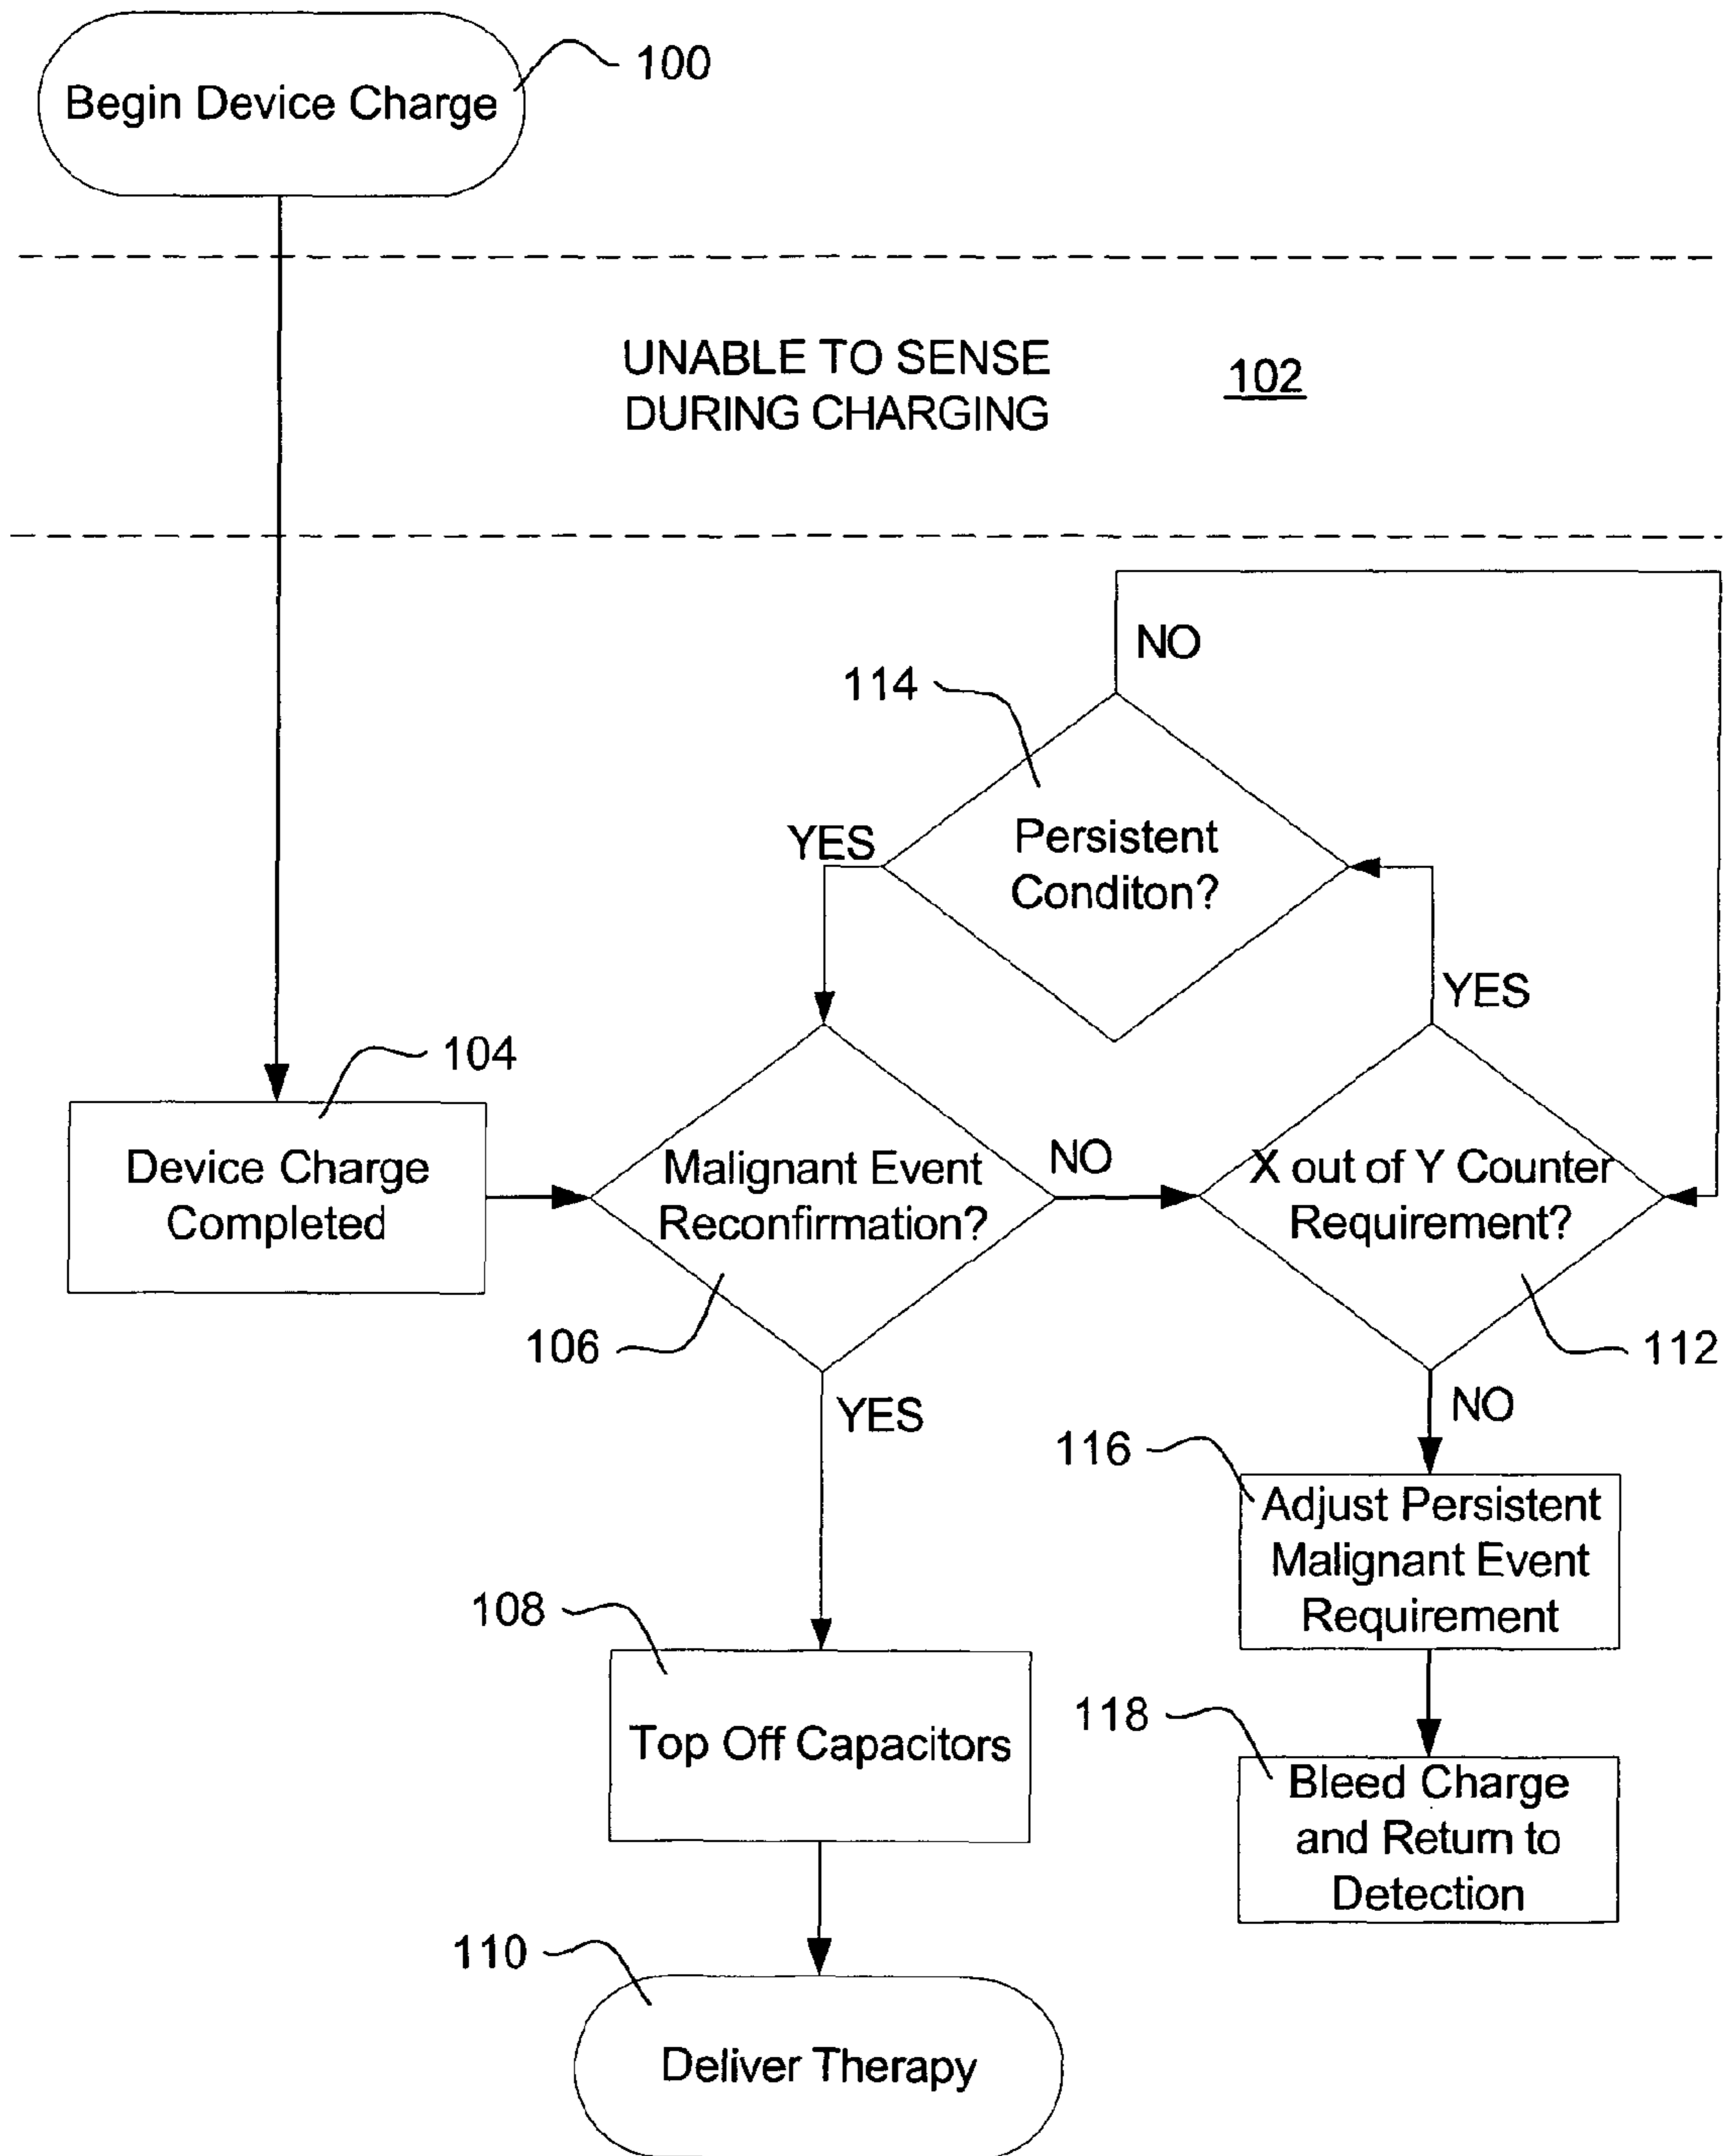 Begin Device Charge
100
UNABLE TO SENSE
DURING CHARGING
102
NO
114
YES
Persistent
Conditon?
YES
104
Device Charge
Completed
Malignant Event
Reconfirmation?
NO
X out of Y Counter
Requirement?
106
112
YES
NO
116
Adjust Persistent
Malignant Event
Requirement
108
Top Off Capacitors
118
Bleed Charge
and Return to
Detection
110
Deliver Therapy